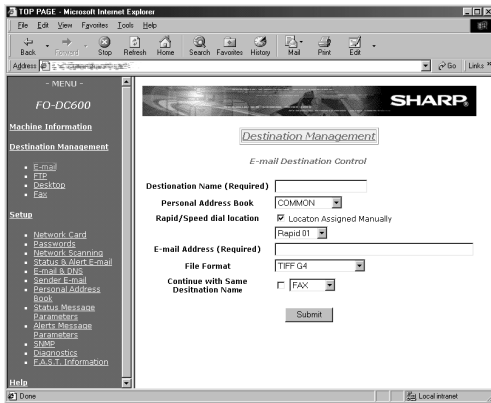 TOP PAGE - Microsoft Internet Explorer
File Edit View Favorites Tools Help
Back Forward Stop Refresh Home Search Favorites History Mail Print Edit
Address Go Links
- MENU -
FO-DC600
Machine Information
Destination Management
E-mail
FTP
Desktop
Fax
Setup
Network Card
Passwords
Network Scanning
Status & Alert E-mail
E-mail & DNS
Sender E-mail
Personal Address
Book
Status Message
Parameters
Alerts Message
Parameters
SNMP
Diagnostics
F.A.S.T. Information
Help
SHARP
Destination Management
E-mail Destination Control
Destionation Name (Required)
Personal Address Book COMMON
Rapid/Speed dial location Locaton Assigned Manually
Rapid 01
E-mail Address (Required)
File Format TIFF G4
Continue with Same
Desitnation Name FAX
Submit
Done Local intranet